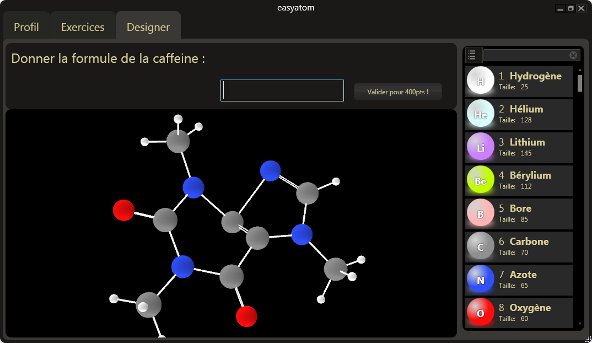 easyatom
Profil Exercices Designer
Donner la formule de la caffeine :
Valider pour 400pts !
H 1 Hydrogène
Taille: 25
He 2 Hélium
Taille: 128
Li 3 Lithium
Taille: 145
Be 4 Bérylium
Taille: 112
B 5 Bore
Taille: 85
C 6 Carbone
Taille: 70
N 7 Azote
Taille: 65
O 8 Oxygène
Taille: 60